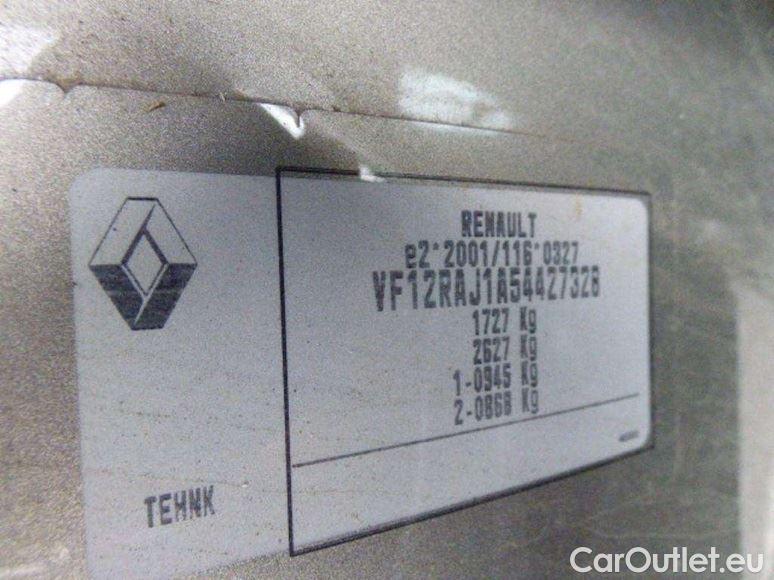 RENAULT
e2*2001/116*0327
VF12RAJ1A54427328
1727 Kg
2627 Kg
1-0945 Kg
2-0868 Kg
TEHNK
CarOutlet.eu